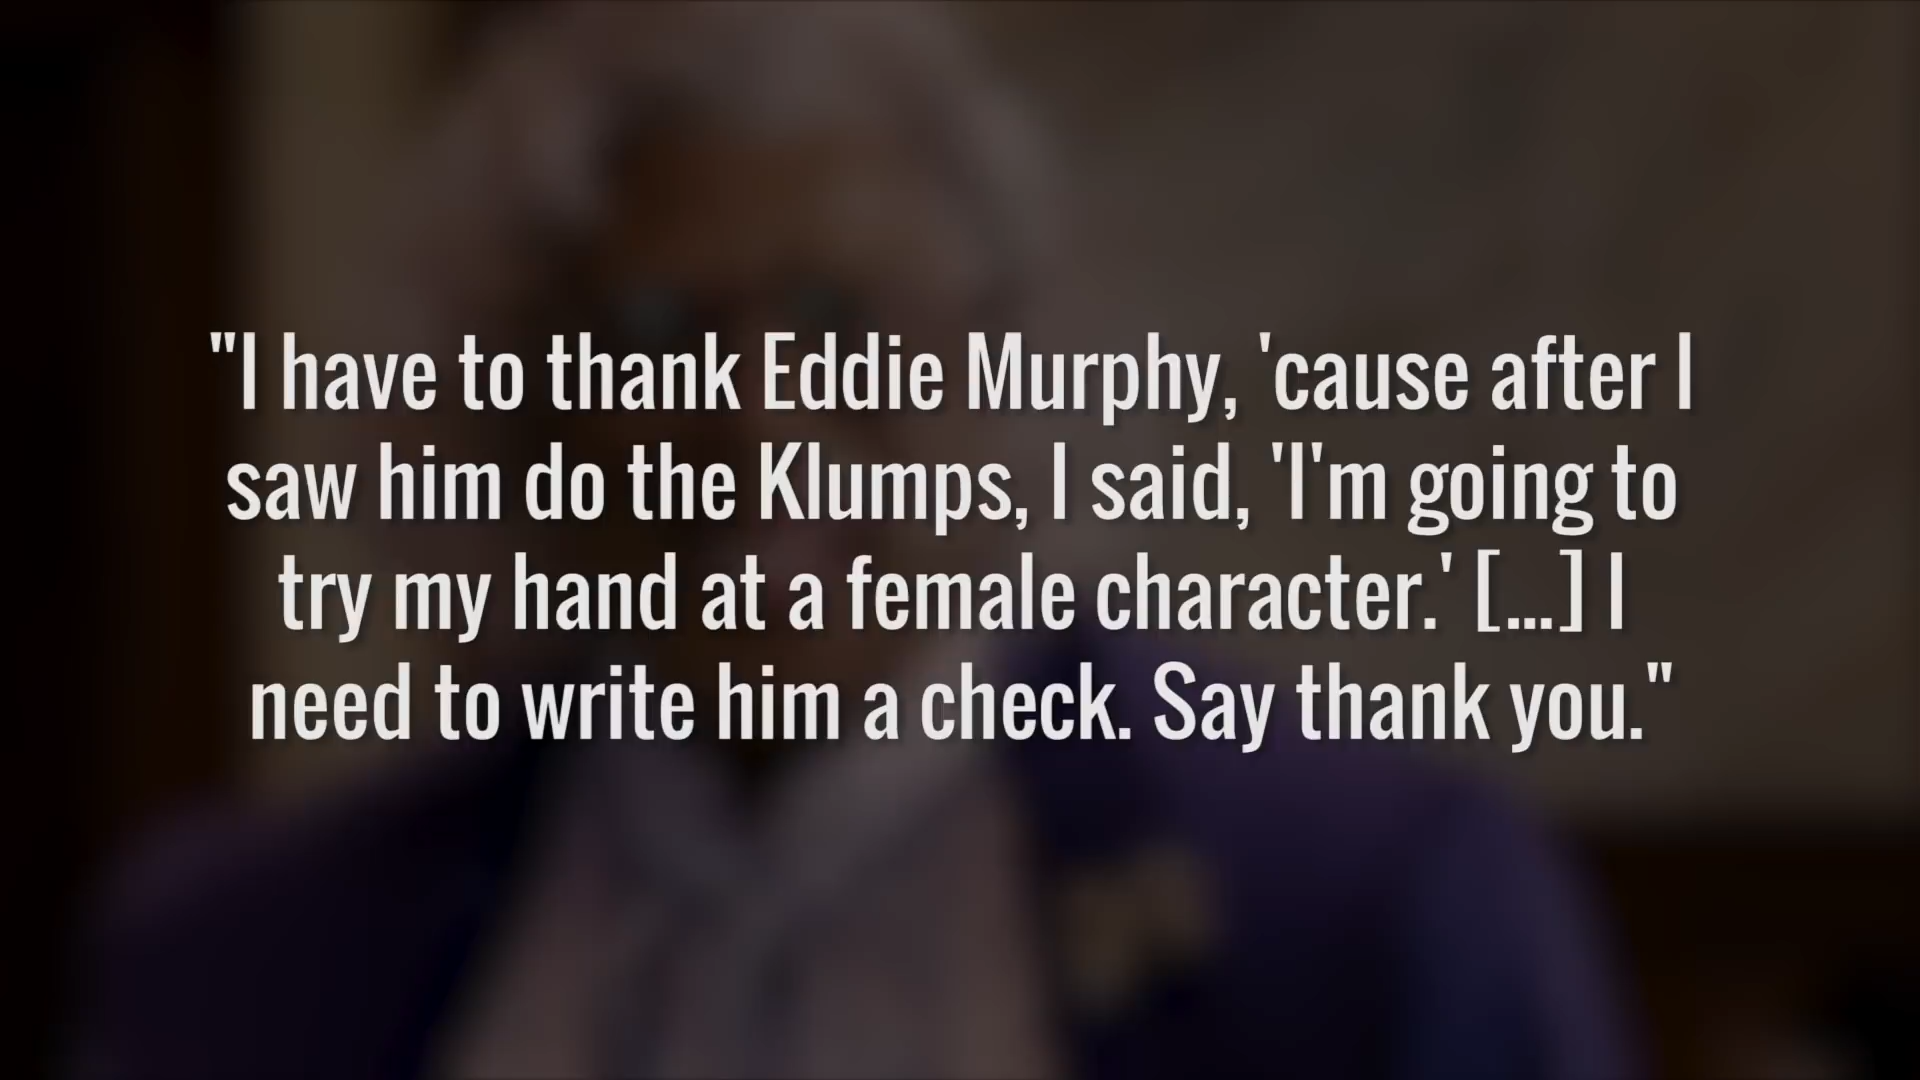 "I have to thank Eddie Murphy, 'cause after I
saw him do the Klumps, I said, 'I'm going to
try my hand at a female character.' [...] I
need to write him a check. Say thank you."